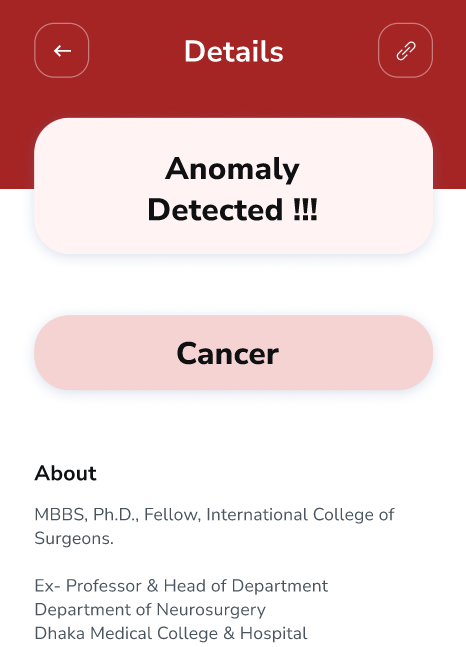 Details
Anomaly
Detected !!!
Cancer
About
MBBS, Ph.D., Fellow, International College of
Surgeons.
Ex- Professor & Head of Department
Department of Neurosurgery
Dhaka Medical College & Hospital